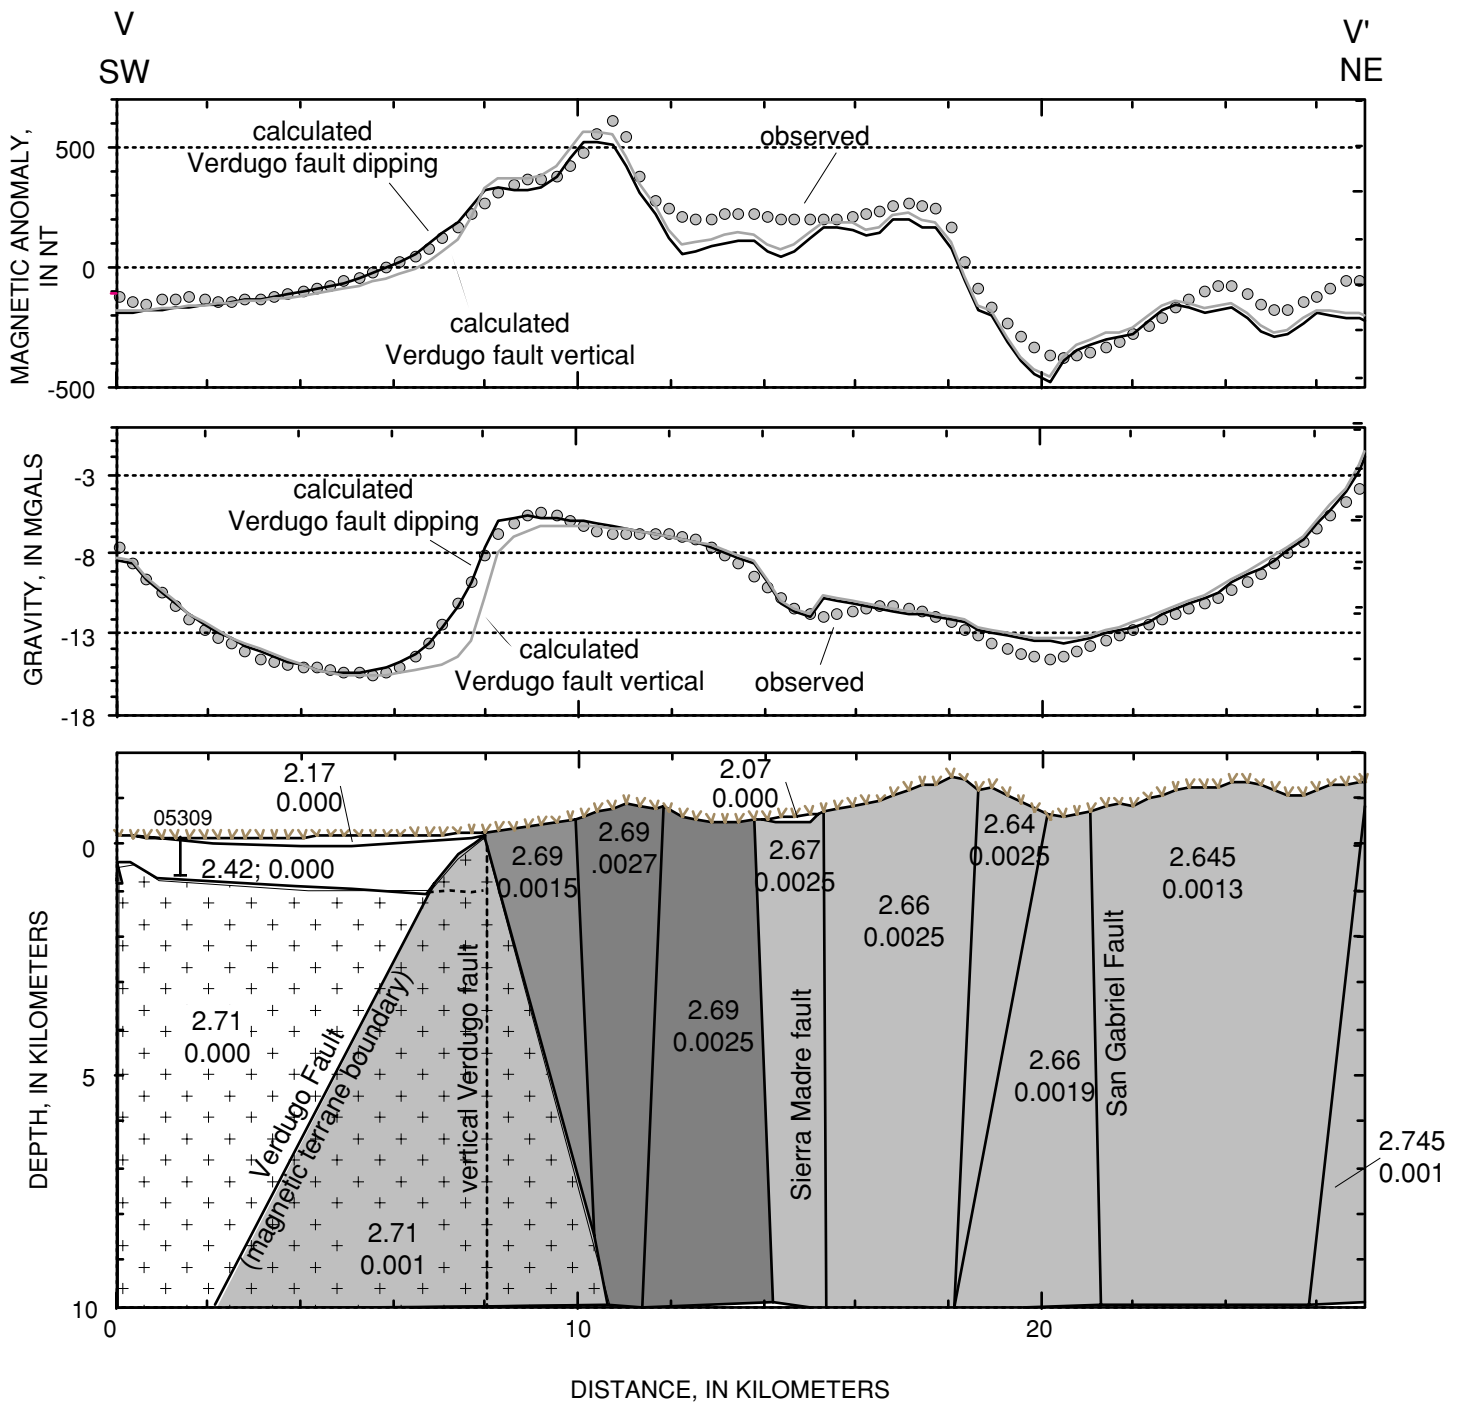 V
V'
SW
NE
MAGNETIC ANOMALY,
IN NT
500
0
-500
calculated
Verdugo fault dipping
observed
calculated
Verdugo fault vertical
GRAVITY, IN MGALS
-3
-8
-13
-18
calculated
Verdugo fault dipping
calculated
Verdugo fault vertical
observed
DEPTH, IN KILOMETERS
0
5
10
2.17
0.000
05309
2.42; 0.000
2.07
0.000
2.69
0.0015
2.69
.0027
2.67
0.0025
2.64
0.0025
2.645
0.0013
2.66
0.0025
2.71
0.000
Verdugo Fault
(magnetic terrane boundary)
vertical Verdugo fault
2.69
0.0025
Sierra Madre fault
2.66
0.0019
San Gabriel Fault
2.745
0.001
2.71
0.001
0
10
20
DISTANCE, IN KILOMETERS